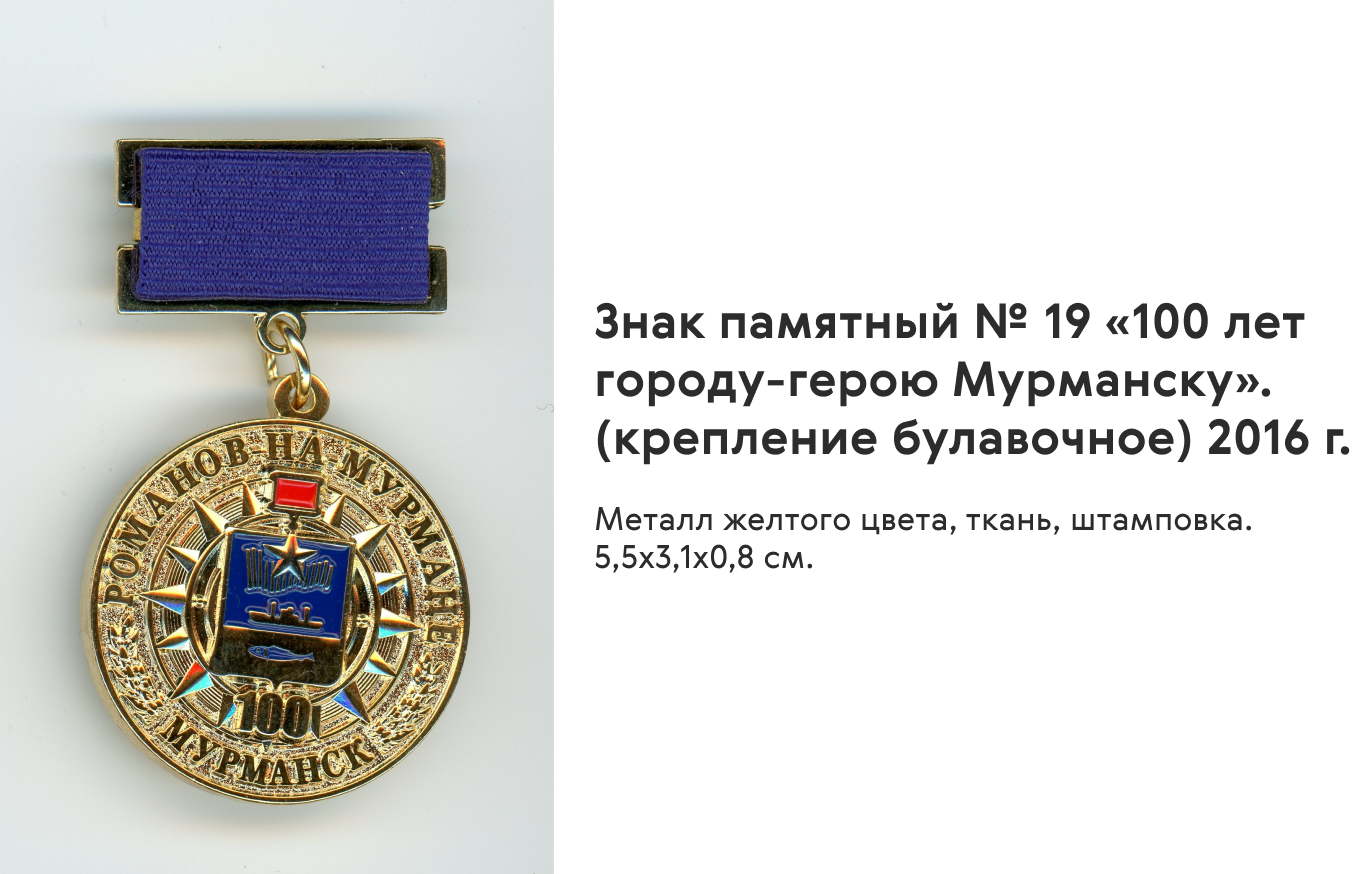 РОМАНОВ-НА МУРМАНЕ
100
МУРМАНСК
Знак памятный № 19 «100 лет
городу-герою Мурманску».
(крепление булавочное) 2016 г.
Металл желтого цвета, ткань, штамповка.
5,5х3,1х0,8 см.